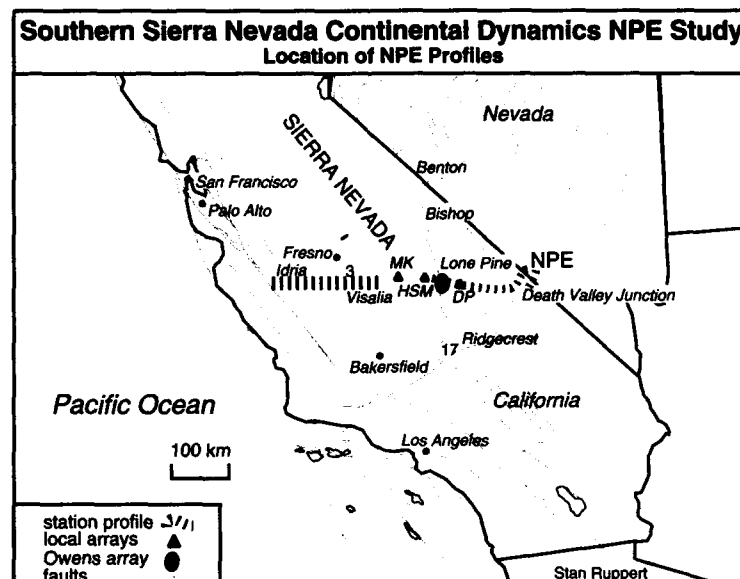 Southern Sierra Nevada Continental Dynamics NPE Study
Location of NPE Profiles
Nevada
SIERRA NEVADA
Benton
San Francisco
Palo Alto
Bishop
Fresno
Idria
3
MK
Lone Pine
NPE
Visalia
HSM
DP
Death Valley Junction
17
Ridgecrest
Bakersfield
Pacific Ocean
California
100 km
Los Angeles
station profile
local arrays
Owens array
faults
Stan Ruppert